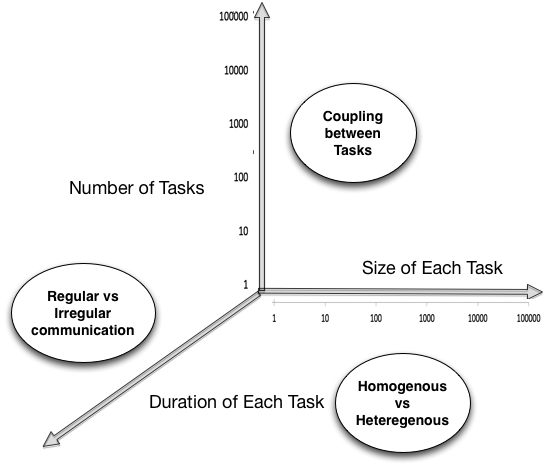 100000
10000
Coupling
between
Tasks
1000
100
Number of Tasks
10
Size of Each Task
1
Regular vs
Irregular
communication
1 10 100 1000 10000 100000
Duration of Each Task
Homogenous
vs
Heteregenous